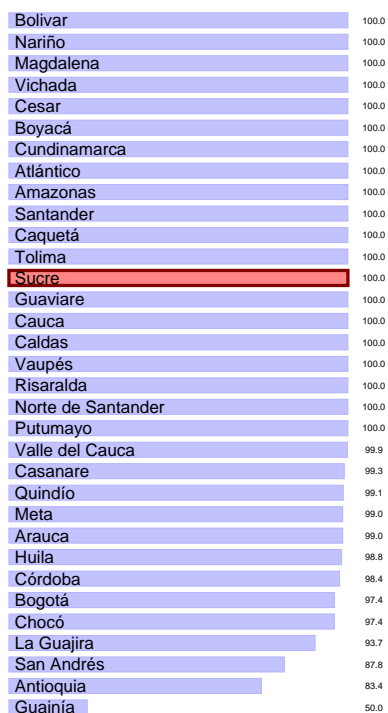 Bolivar 100.0
Nariño 100.0
Magdalena 100.0
Vichada 100.0
Cesar 100.0
Boyacá 100.0
Cundinamarca 100.0
Atlántico 100.0
Amazonas 100.0
Santander 100.0
Caquetá 100.0
Tolima 100.0
Sucre 100.0
Guaviare 100.0
Cauca 100.0
Caldas 100.0
Vaupés 100.0
Risaralda 100.0
Norte de Santander 100.0
Putumayo 100.0
Valle del Cauca 99.9
Casanare 99.3
Quindío 99.1
Meta 99.0
Arauca 99.0
Huila 98.8
Córdoba 98.4
Bogotá 97.4
Chocó 97.4
La Guajira 93.7
San Andrés 87.8
Antioquia 83.4
Guainía 50.0